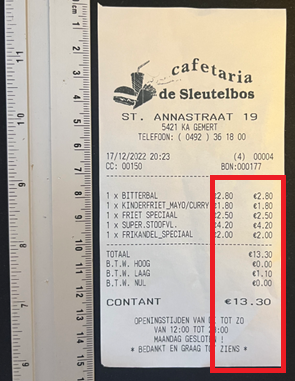 cafetaria
de Sleutelbos
ST. ANNASTRAAT 19
5421 KA GEMERT
TELEFOON: ( 0492 ) 36 18 00
17/12/2022 20:23 (4) 00004
CC: 00150 BDN:000177
1 x BITTERBAL €2.80 €2.80
1 x KINDERFRIET_MAYO/CURRY €1.80 €1.80
1 x FRIET SPECIAAL €2.50 €2.50
1 x SUPER.STOOFVL. €4.20 €4.20
1 x FRIKANDEL_SPECIAAL €2.00 €2.00
TOTAAL €13.30
B.T.W. HOOG €0.00
B.T.W. LAAG €1.10
B.T.W. NUL €0.00
CONTANT €13.30
OPENINGSTIJDEN VAN DI TOT ZO
VAN 12:00 TOT
MAANDAG GESLOTEN !
* BEDANKT EN GRAAG TOT ZIENS *